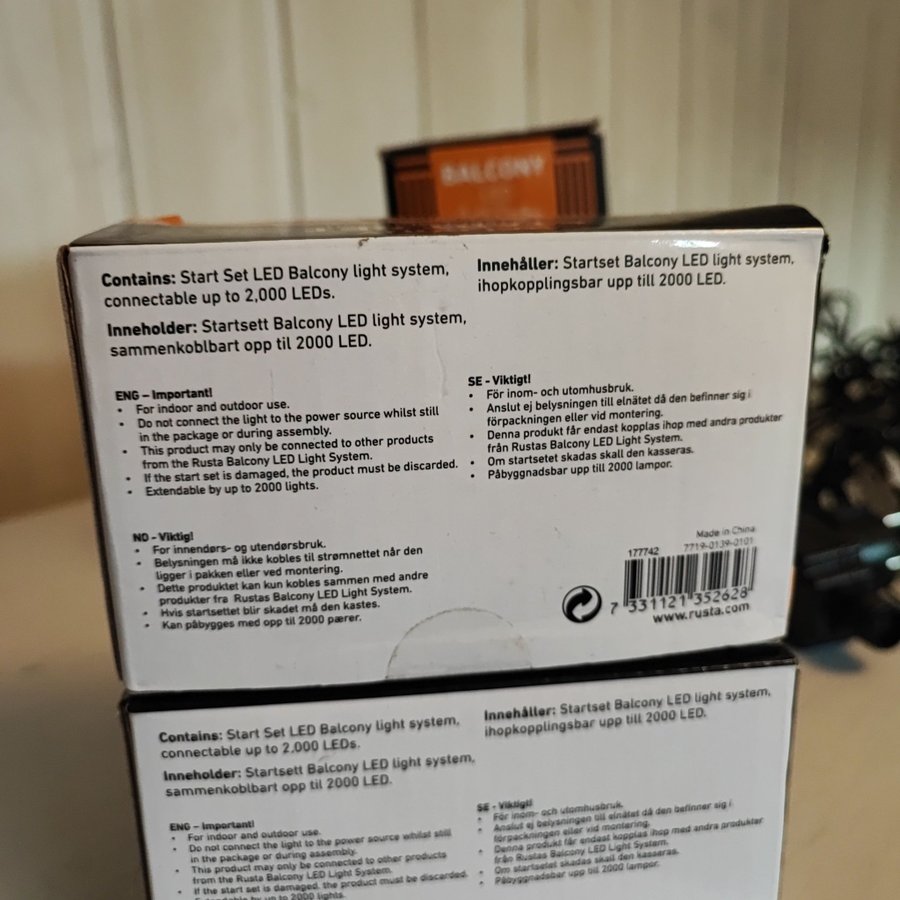 BALCONY
Contains: Start Set LED Balcony light system,
connectable up to 2,000 LEDs.
Inneholder: Startsett Balcony LED light system,
sammenkoblbart opp til 2000 LED.
Innehåller: Startset Balcony LED light system,
ihopkopplingsbar upp till 2000 LED.
ENG – Important!
• For indoor and outdoor use.
• Do not connect the light to the power source whilst still
in the package or during assembly.
• This product may only be connected to other products
from the Rusta Balcony LED Light System.
• If the start set is damaged, the product must be discarded.
• Extendable by up to 2000 lights.
SE - Viktigt!
• För inom- och utomhusbruk.
• Anslut ej belysningen till elnätet då den befinner sig i
förpackningen eller vid montering.
• Denna produkt får endast kopplas ihop med andra produkter
från Rustas Balcony LED Light System.
• Om startsetet skadas skall den kasseras.
• Påbyggnadsbar upp till 2000 lampor.
NO - Viktig!
• For innendørs- og utendørsbruk.
• Belysningen må ikke kobles til strømnettet når den
ligger i pakken eller ved montering.
• Dette produktet kan kun kobles sammen med andre
produkter fra Rustas Balcony LED Light System.
• Hvis startsettet blir skadet må den kastes.
• Kan påbygges med opp til 2000 pærer.
Made in China
177742 7719-0139-0101
7 331121 352628
www.rusta.com
Contains: Start Set LED Balcony light system,
connectable up to 2,000 LEDs.
Inneholder: Startsett Balcony LED light system,
sammenkoblbart opp til 2000 LED.
Innehåller: Startset Balcony LED light system,
ihopkopplingsbar upp till 2000 LED.
ENG – Important!
• For indoor and outdoor use.
• Do not connect the light to the power source whilst still
in the package or during assembly.
• This product may only be connected to other products
from the Rusta Balcony LED Light System.
• If the start set is damaged, the product must be discarded.
• Extendable by up to 2000 lights.
SE - Viktigt!
• För inom- och utomhusbruk.
• Anslut ej belysningen till elnätet då den befinner sig i
förpackningen eller vid montering.
• Denna produkt får endast kopplas ihop med andra produkter
från Rustas Balcony LED Light System.
• Om startsetet skadas skall den kasseras.
• Påbyggnadsbar upp till 2000 lampor.